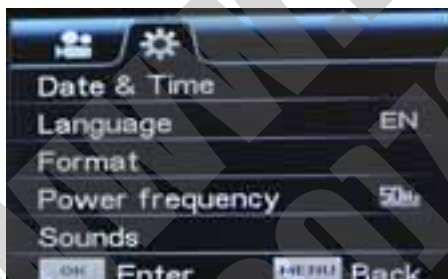 Date & Time
Language EN
Format
Power frequency 50Hz
Sounds
OK Enter MENU Back